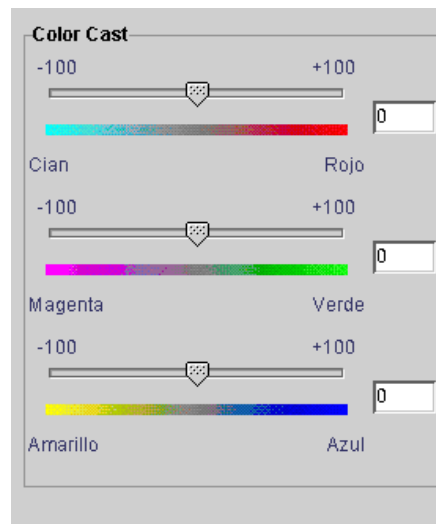 Color Cast
-100 +100
0
Cian Rojo
-100 +100
0
Magenta Verde
-100 +100
0
Amarillo Azul